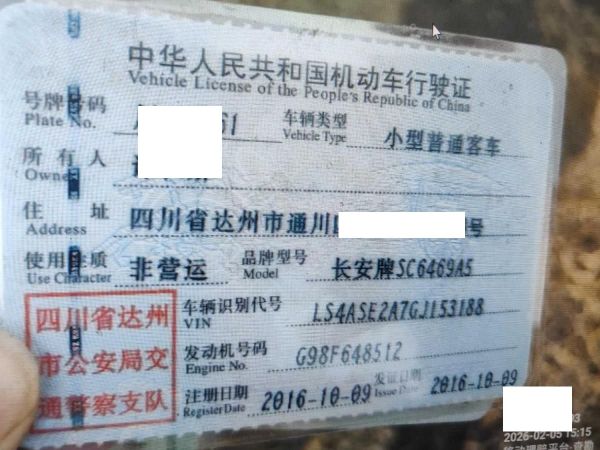 中华人民共和国机动车行驶证
Vehicle License of the People's Republic of China
号牌号码 61 车辆类型 小型普通客车
Plate No. Vehicle Type
所有人
Owner
住址 四川省达州市通川 号
Address
使用性质 非营运 品牌型号 长安牌SC6469A5
Use Character Model
四川省达州
市公安局交
通警察支队
车辆识别代号 LS4ASE2A7GJ153188
VIN
发动机号码 G98F648512
Engine No.
注册日期 2016-10-09 发证日期 2016-10-09
Register Date Issue Date
03
2026-02-05 15:15